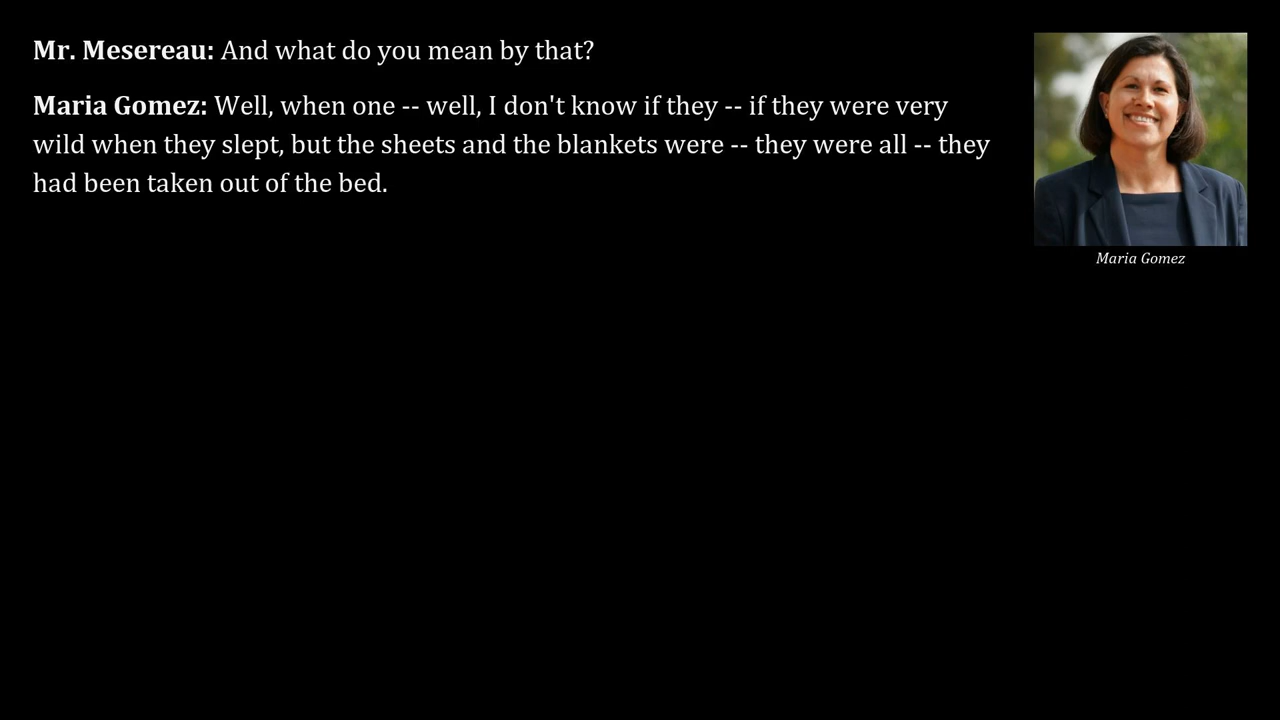 Mr. Mesereau: And what do you mean by that?
Maria Gomez: Well, when one -- well, I don't know if they -- if they were very
wild when they slept, but the sheets and the blankets were -- they were all -- they
had been taken out of the bed.
Maria Gomez